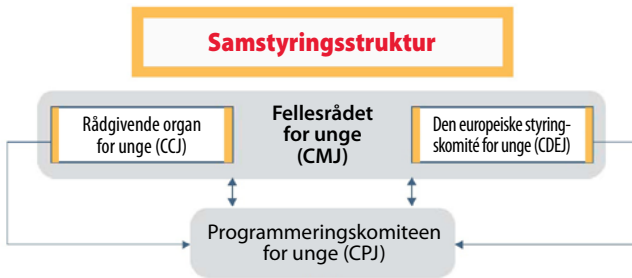 Samstyringsstruktur
Rådgivende organ
for unge (CCJ)
Fellesrådet
for unge
(CMJ)
Den europeiske styring-
skomité for unge (CDEJ)
Programmeringskomiteen
for unge (CPJ)